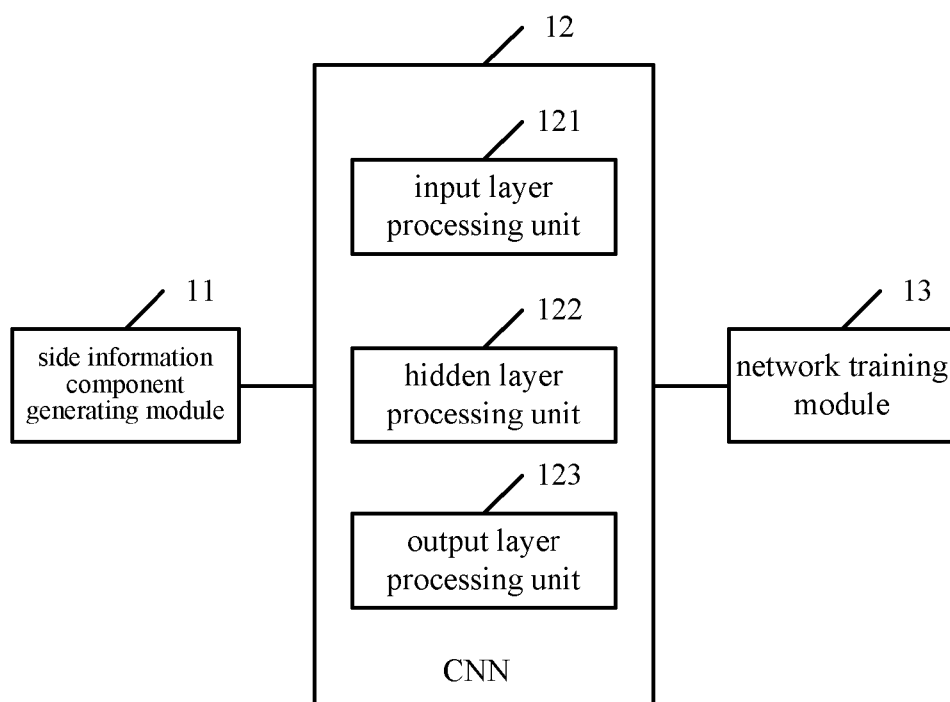 12
121
input layer
processing unit
11
side information
component
generating module
122
hidden layer
processing unit
13
network training
module
123
output layer
processing unit
CNN